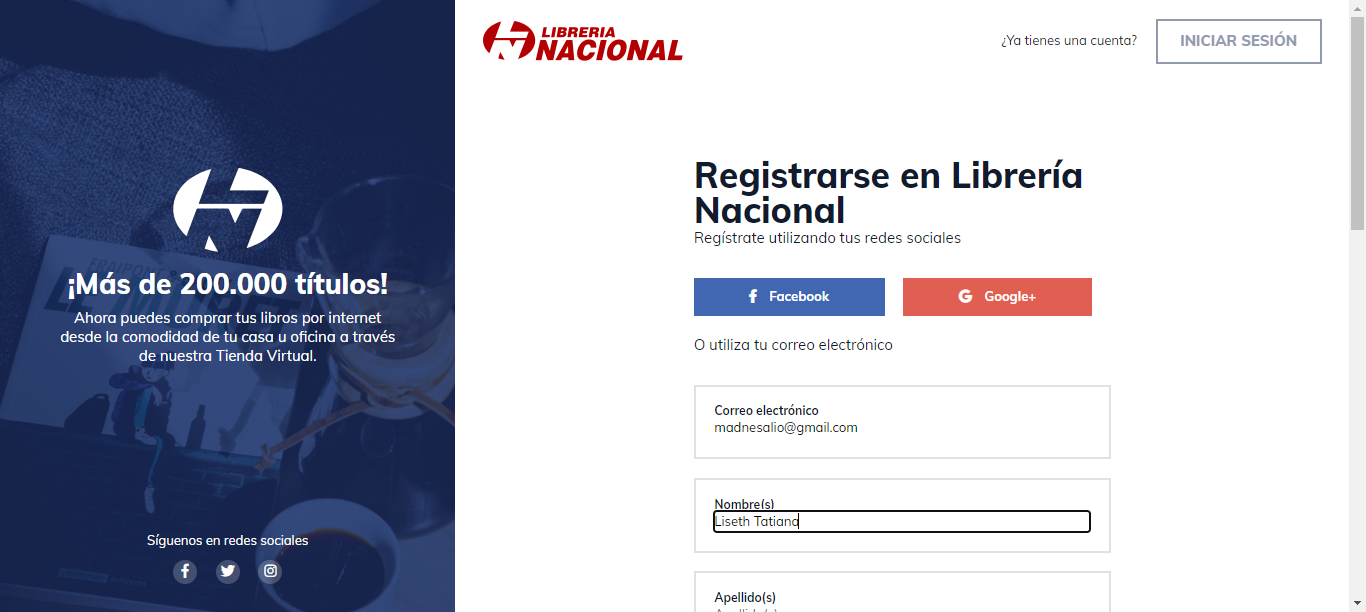 LIBRERIA
NACIONAL
¿Ya tienes una cuenta?
INICIAR SESIÓN
¡Más de 200.000 títulos!
Ahora puedes comprar tus libros por internet
desde la comodidad de tu casa u oficina a través
de nuestra Tienda Virtual.
Síguenos en redes sociales
Registrarse en Librería
Nacional
Regístrate utilizando tus redes sociales
Facebook
Google+
O utiliza tu correo electrónico
Correo electrónico
madnesalio@gmail.com
Nombre(s)
Liseth Tatiana
Apellido(s)